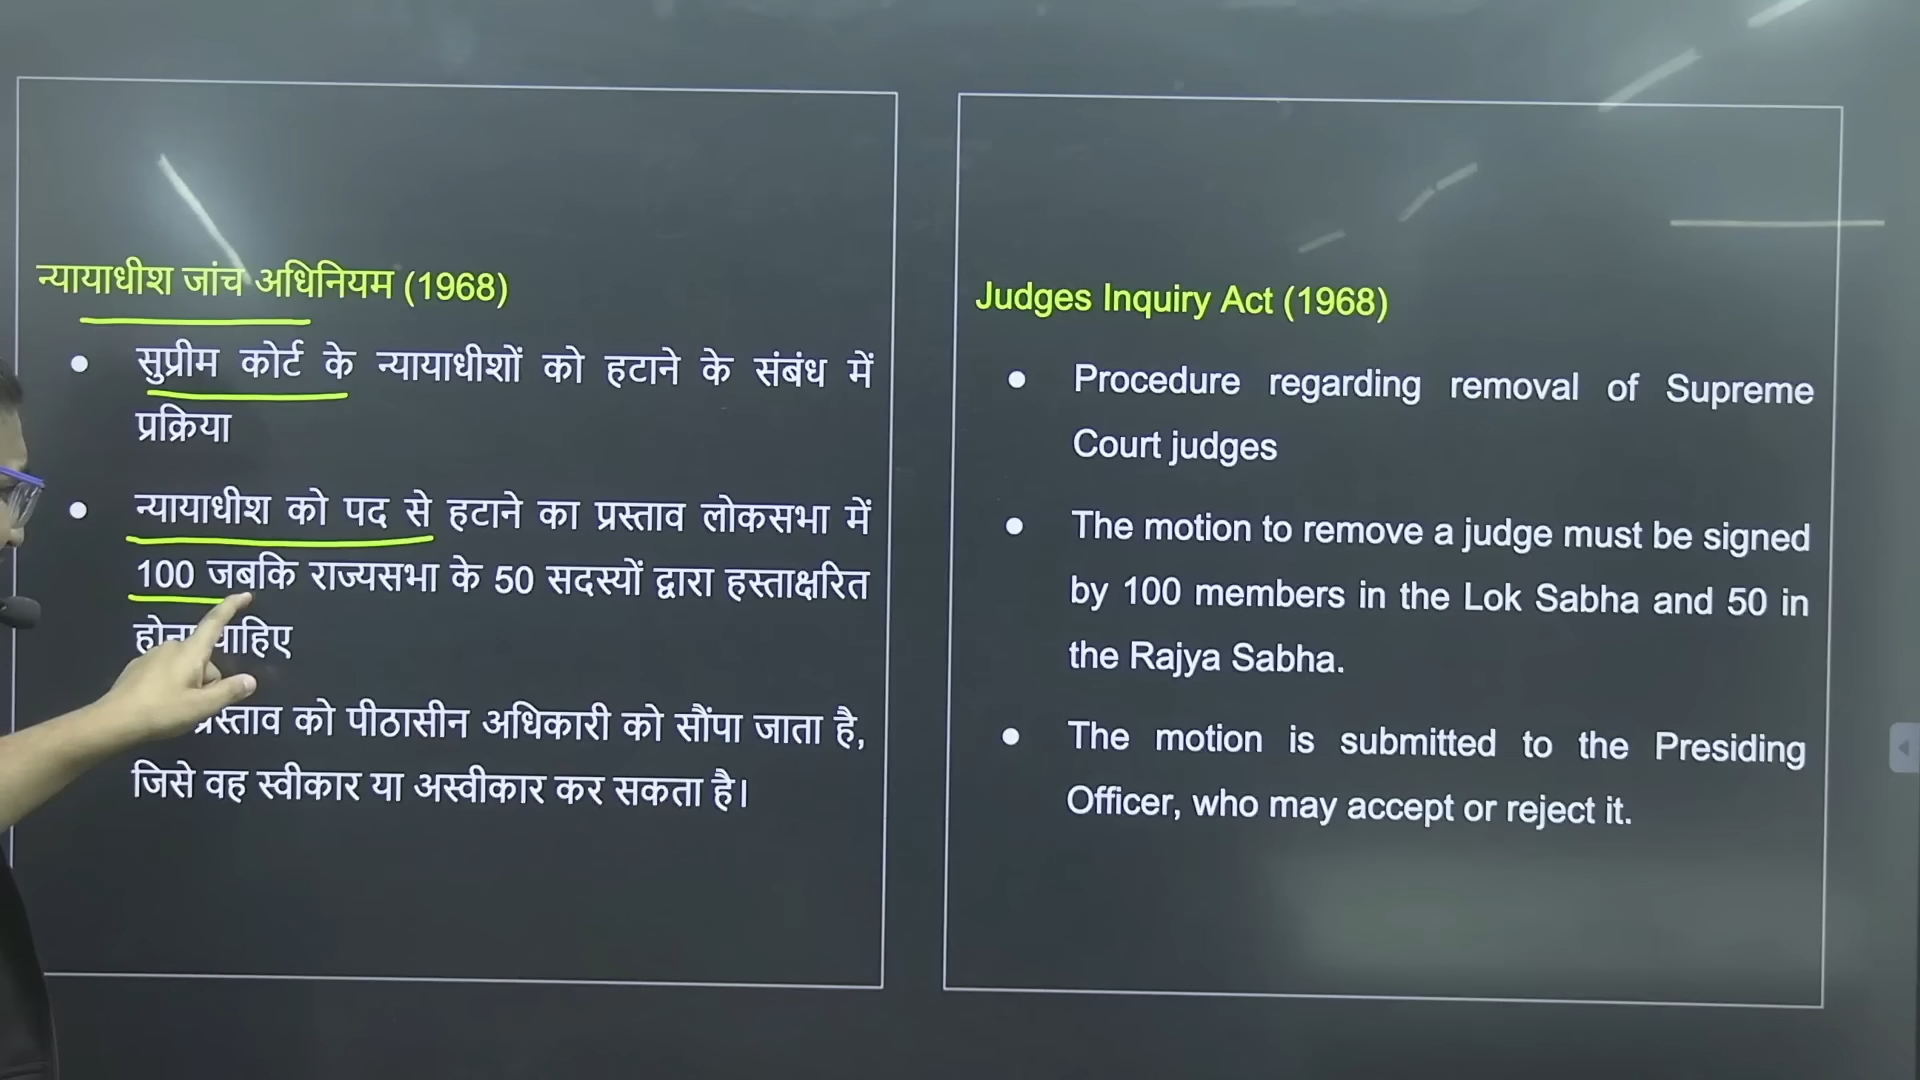 न्यायाधीश जांच अधिनियम (1968)
● सुप्रीम कोर्ट के न्यायाधीशों को हटाने के संबंध में
प्रक्रिया
● न्यायाधीश को पद से हटाने का प्रस्ताव लोकसभा में
100 जबकि राज्यसभा के 50 सदस्यों द्वारा हस्ताक्षरित
को पीठासीन अधिकारी को सौंपा जाता है,
जिसे वह स्वीकार या अस्वीकार कर सकता है।
Judges Inquiry Act (1968)
● Procedure regarding removal of Supreme
Court judges
● The motion to remove a judge must be signed
by 100 members in the Lok Sabha and 50 in
the Rajya Sabha.
● The motion is submitted to the Presiding
Officer, who may accept or reject it.